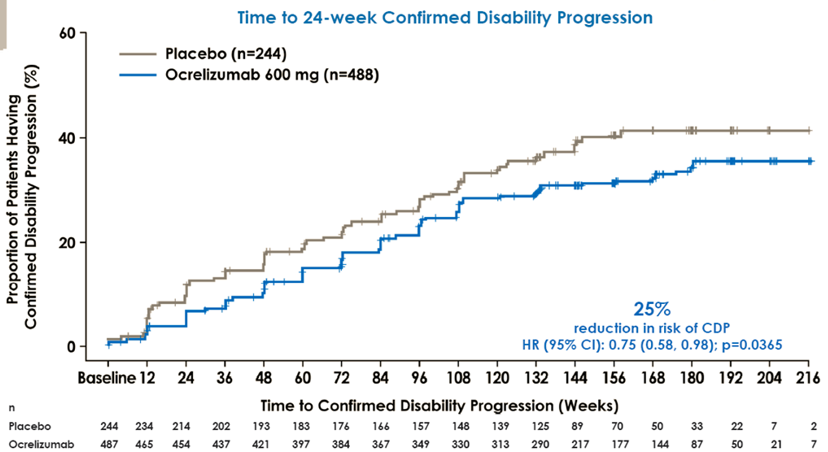 Time to 24-week Confirmed Disability Progression
60
40
20
0
Proportion of Patients Having
Confirmed Disability Progression (%)
Placebo (n=244)
Ocrelizumab 600 mg (n=488)
25%
reduction in risk of CDP
HR (95% CI): 0.75 (0.58, 0.98); p=0.0365
Baseline 12 24 36 48 60 72 84 96 108 120 132 144 156 168 180 192 204 216
Time to Confirmed Disability Progression (Weeks)
n
Placebo 244 234 214 202 193 183 176 166 157 148 139 125 89 70 50 33 22 7 2
Ocrelizumab 487 465 454 437 421 397 384 367 349 330 313 290 217 177 144 87 50 21 7